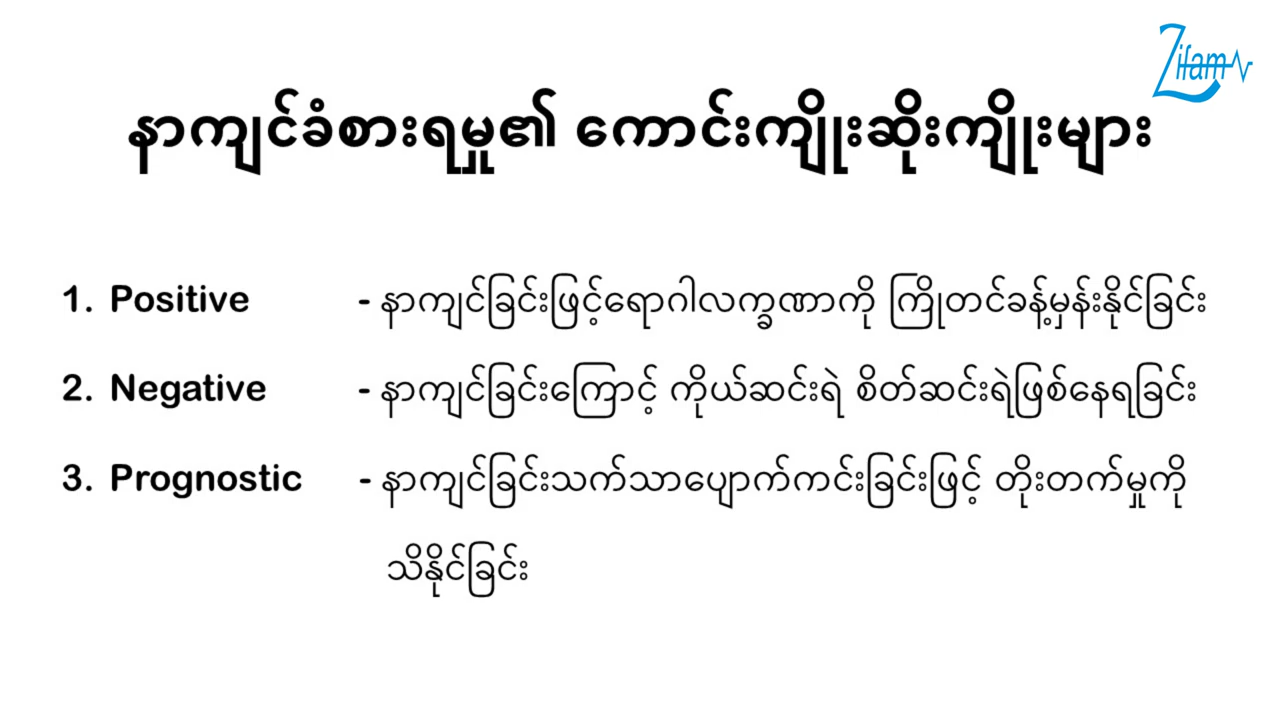 Zifam
နာကျင်ခံစားရမှု၏ ကောင်းကျိုးဆိုးကျိုးများ
1. Positive - နာကျင်ခြင်းဖြင့်ရောဂါလက္ခဏာကို ကြိုတင်ခန့်မှန်းနိုင်ခြင်း
2. Negative - နာကျင်ခြင်းကြောင့် ကိုယ်ဆင်းရဲ စိတ်ဆင်းရဲဖြစ်နေရခြင်း
3. Prognostic - နာကျင်ခြင်းသက်သာပျောက်ကင်းခြင်းဖြင့် တိုးတက်မှုကို
သိနိုင်ခြင်း